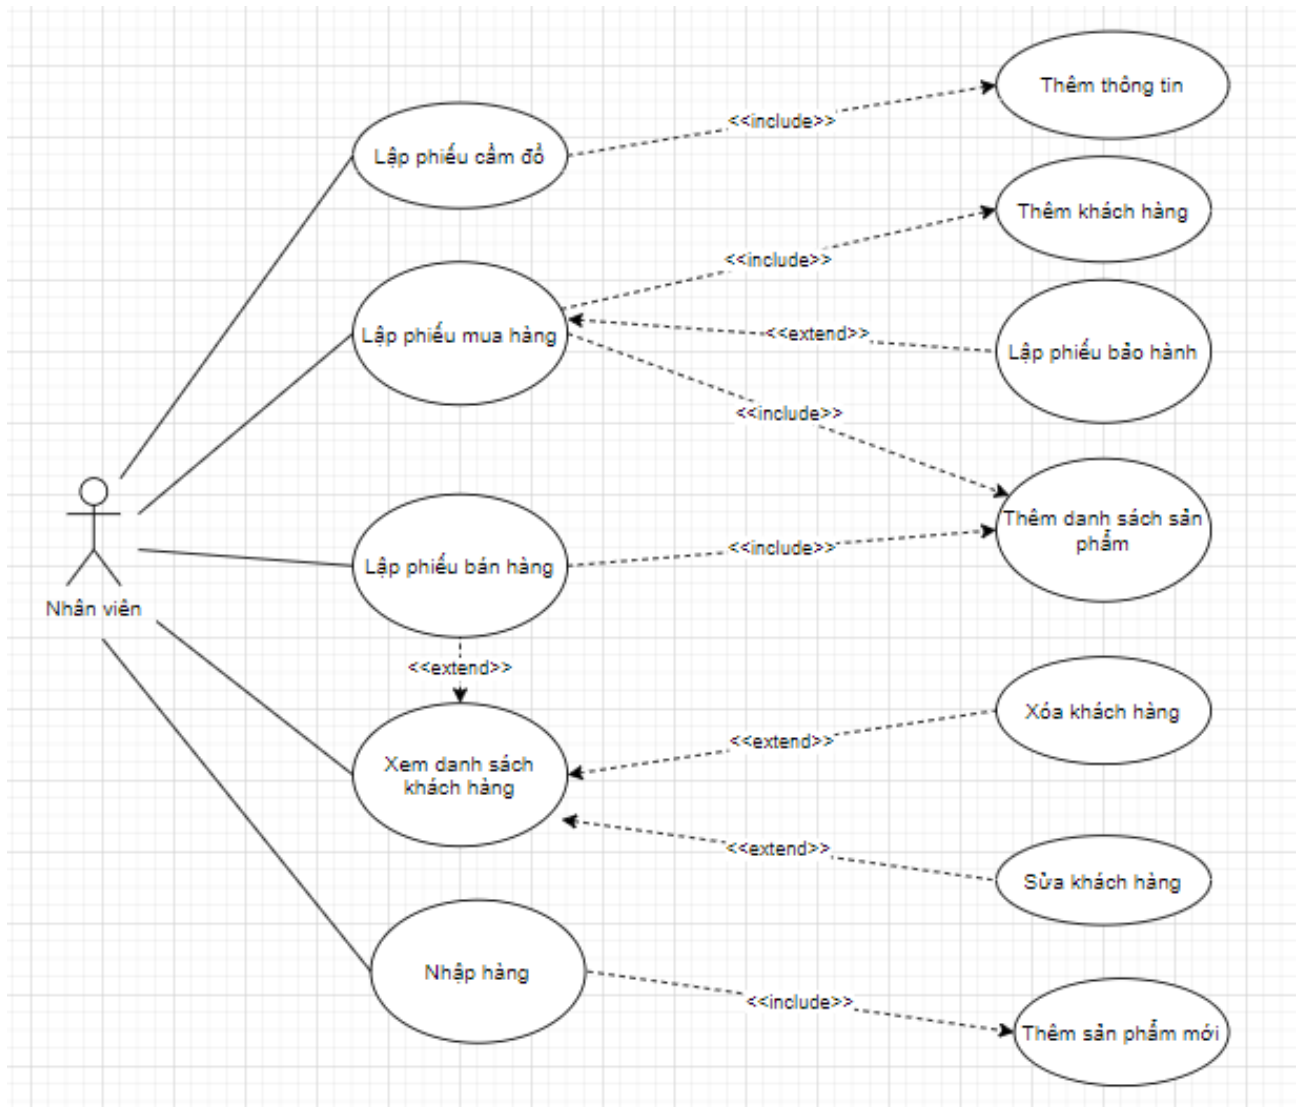 Thêm thông tin
<<include>>
Lập phiếu cầm đồ
Thêm khách hàng
<<include>>
Lập phiếu mua hàng
<<extend>>
Lập phiếu bảo hành
<<include>>
Thêm danh sách sản
phẩm
<<include>>
Lập phiếu bán hàng
Nhân viên
<<extend>>
Xóa khách hàng
<<extend>>
Xem danh sách
khách hàng
<<extend>>
Sửa khách hàng
Nhập hàng
<<include>>
Thêm sản phẩm mới